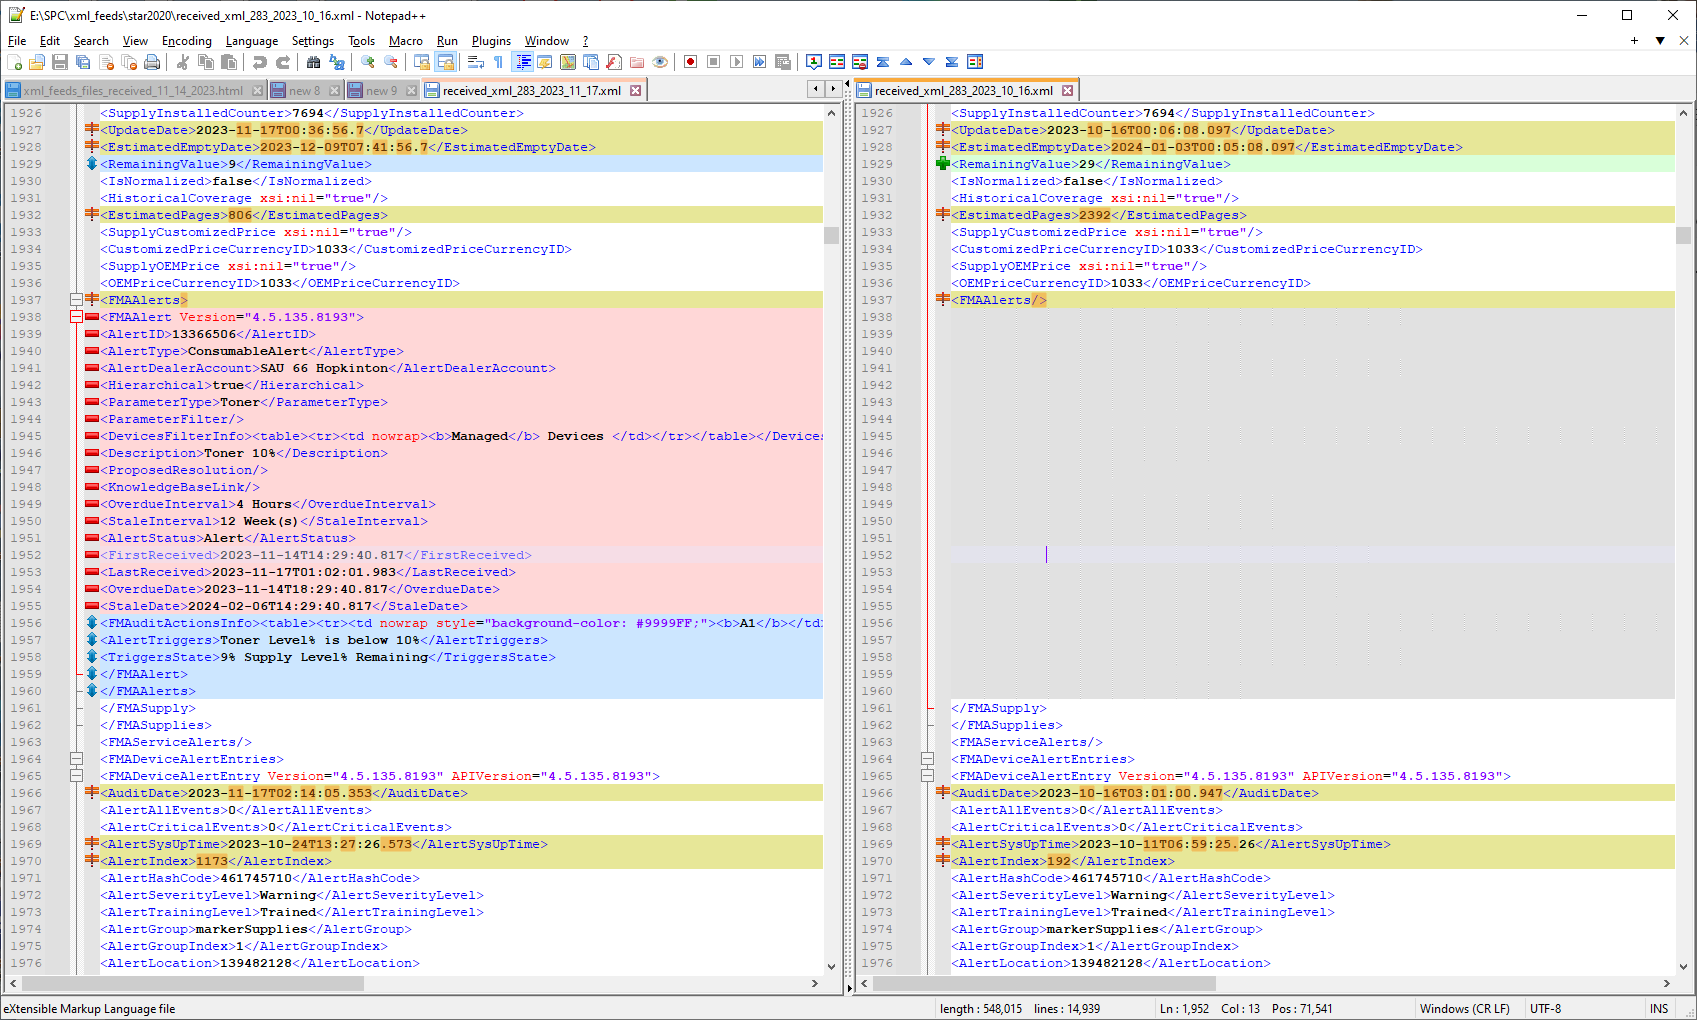 E:\SPC\xml_feeds\star2020\received_xml_283_2023_10_16.xml - Notepad++
File Edit Search View Encoding Language Settings Tools Macro Run Plugins Window ?
xml_feeds_files_received_11_14_2023.html new 8 new 9 received_xml_283_2023_11_17.xml
1926 <SupplyInstalledCounter>7694</SupplyInstalledCounter>
1927 <UpdateDate>2023-11-17T00:36:56.7</UpdateDate>
1928 <EstimatedEmptyDate>2023-12-09T07:41:56.7</EstimatedEmptyDate>
1929 <RemainingValue>9</RemainingValue>
1930 <IsNormalized>false</IsNormalized>
1931 <HistoricalCoverage xsi:nil="true"/>
1932 <EstimatedPages>806</EstimatedPages>
1933 <SupplyCustomizedPrice xsi:nil="true"/>
1934 <CustomizedPriceCurrencyID>1033</CustomizedPriceCurrencyID>
1935 <SupplyOEMPrice xsi:nil="true"/>
1936 <OEMPriceCurrencyID>1033</OEMPriceCurrencyID>
1937 <FMAAlerts>
1938 <FMAAlert Version="4.5.135.8193">
1939 <AlertID>13366506</AlertID>
1940 <AlertType>ConsumableAlert</AlertType>
1941 <AlertDealerAccount>SAU 66 Hopkinton</AlertDealerAccount>
1942 <Hierarchical>true</Hierarchical>
1943 <ParameterType>Toner</ParameterType>
1944 <ParameterFilter/>
1945 <DevicesFilterInfo><table><tr><td nowrap><b>Managed</b> Devices </td></tr></table></Devices
1946 <Description>Toner 10%</Description>
1947 <ProposedResolution/>
1948 <KnowledgeBaseLink/>
1949 <OverdueInterval>4 Hours</OverdueInterval>
1950 <StaleInterval>12 Week(s)</StaleInterval>
1951 <AlertStatus>Alert</AlertStatus>
1952 <FirstReceived>2023-11-14T14:29:40.817</FirstReceived>
1953 <LastReceived>2023-11-17T01:02:01.983</LastReceived>
1954 <OverdueDate>2023-11-14T18:29:40.817</OverdueDate>
1955 <StaleDate>2024-02-06T14:29:40.817</StaleDate>
1956 <FMAuditActionsInfo><table><tr><td nowrap style="background-color: #9999FF;"><b>A1</b></td
1957 <AlertTriggers>Toner Level% is below 10%</AlertTriggers>
1958 <TriggersState>9% Supply Level% Remaining</TriggersState>
1959 </FMAAlert>
1960 </FMAAlerts>
1961 </FMASupply>
1962 </FMASupplies>
1963 <FMAServiceAlerts/>
1964 <FMADeviceAlertEntries>
1965 <FMADeviceAlertEntry Version="4.5.135.8193" APIVersion="4.5.135.8193">
1966 <AuditDate>2023-11-17T02:14:05.353</AuditDate>
1967 <AlertAllEvents>0</AlertAllEvents>
1968 <AlertCriticalEvents>0</AlertCriticalEvents>
1969 <AlertSysUpTime>2023-10-24T13:27:26.573</AlertSysUpTime>
1970 <AlertIndex>1173</AlertIndex>
1971 <AlertHashCode>461745710</AlertHashCode>
1972 <AlertSeverityLevel>Warning</AlertSeverityLevel>
1973 <AlertTrainingLevel>Trained</AlertTrainingLevel>
1974 <AlertGroup>markerSupplies</AlertGroup>
1975 <AlertGroupIndex>1</AlertGroupIndex>
1976 <AlertLocation>139482128</AlertLocation>
received_xml_283_2023_10_16.xml
1926 <SupplyInstalledCounter>7694</SupplyInstalledCounter>
1927 <UpdateDate>2023-10-16T00:06:08.097</UpdateDate>
1928 <EstimatedEmptyDate>2024-01-03T00:05:08.097</EstimatedEmptyDate>
1929 <RemainingValue>29</RemainingValue>
1930 <IsNormalized>false</IsNormalized>
1931 <HistoricalCoverage xsi:nil="true"/>
1932 <EstimatedPages>2392</EstimatedPages>
1933 <SupplyCustomizedPrice xsi:nil="true"/>
1934 <CustomizedPriceCurrencyID>1033</CustomizedPriceCurrencyID>
1935 <SupplyOEMPrice xsi:nil="true"/>
1936 <OEMPriceCurrencyID>1033</OEMPriceCurrencyID>
1937 <FMAAlerts/>
1938
1939
1940
1941
1942
1943
1944
1945
1946
1947
1948
1949
1950
1951
1952
1953
1954
1955
1956
1957
1958
1959
1960
1961 </FMASupply>
1962 </FMASupplies>
1963 <FMAServiceAlerts/>
1964 <FMADeviceAlertEntries>
1965 <FMADeviceAlertEntry Version="4.5.135.8193" APIVersion="4.5.135.8193">
1966 <AuditDate>2023-10-16T03:01:00.947</AuditDate>
1967 <AlertAllEvents>0</AlertAllEvents>
1968 <AlertCriticalEvents>0</AlertCriticalEvents>
1969 <AlertSysUpTime>2023-10-11T06:59:25.26</AlertSysUpTime>
1970 <AlertIndex>192</AlertIndex>
1971 <AlertHashCode>461745710</AlertHashCode>
1972 <AlertSeverityLevel>Warning</AlertSeverityLevel>
1973 <AlertTrainingLevel>Trained</AlertTrainingLevel>
1974 <AlertGroup>markerSupplies</AlertGroup>
1975 <AlertGroupIndex>1</AlertGroupIndex>
1976 <AlertLocation>139482128</AlertLocation>
eXtensible Markup Language file length : 548,015 lines : 14,939 Ln : 1,952 Col : 13 Pos : 71,541 Windows (CR LF) UTF-8 INS